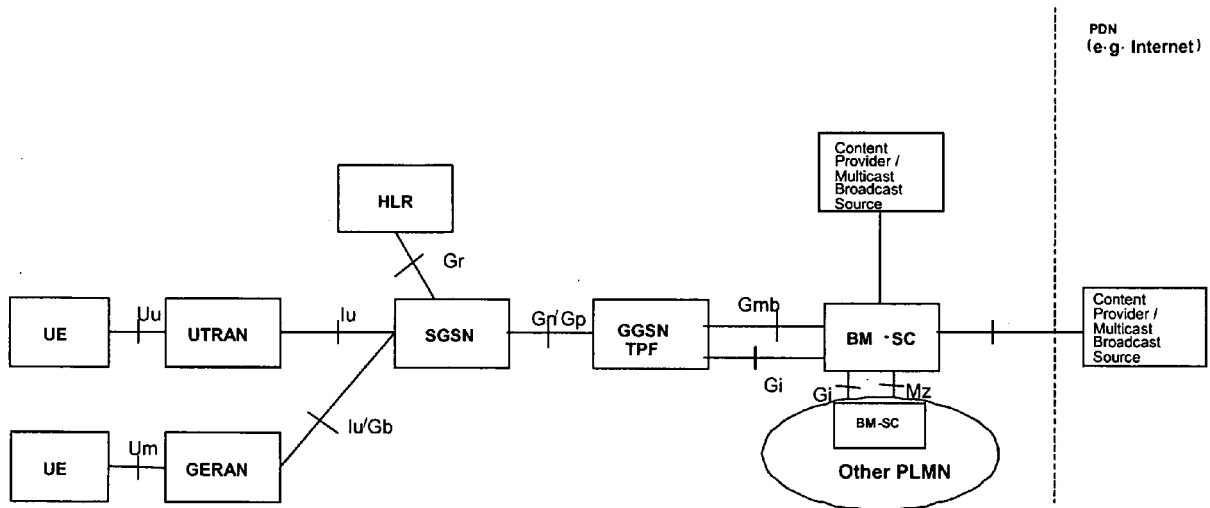 PDN
(e·g· Internet)
Content
Provider /
Multicast
Broadcast
Source
HLR
Gr
UE
Uu
UTRAN
Iu
SGSN
Gn/Gp
GGSN
TPF
Gmb
Gi
BM-SC
Content
Provider /
Multicast
Broadcast
Source
Gi
Mz
BM-SC
Other PLMN
Iu/Gb
UE
Um
GERAN